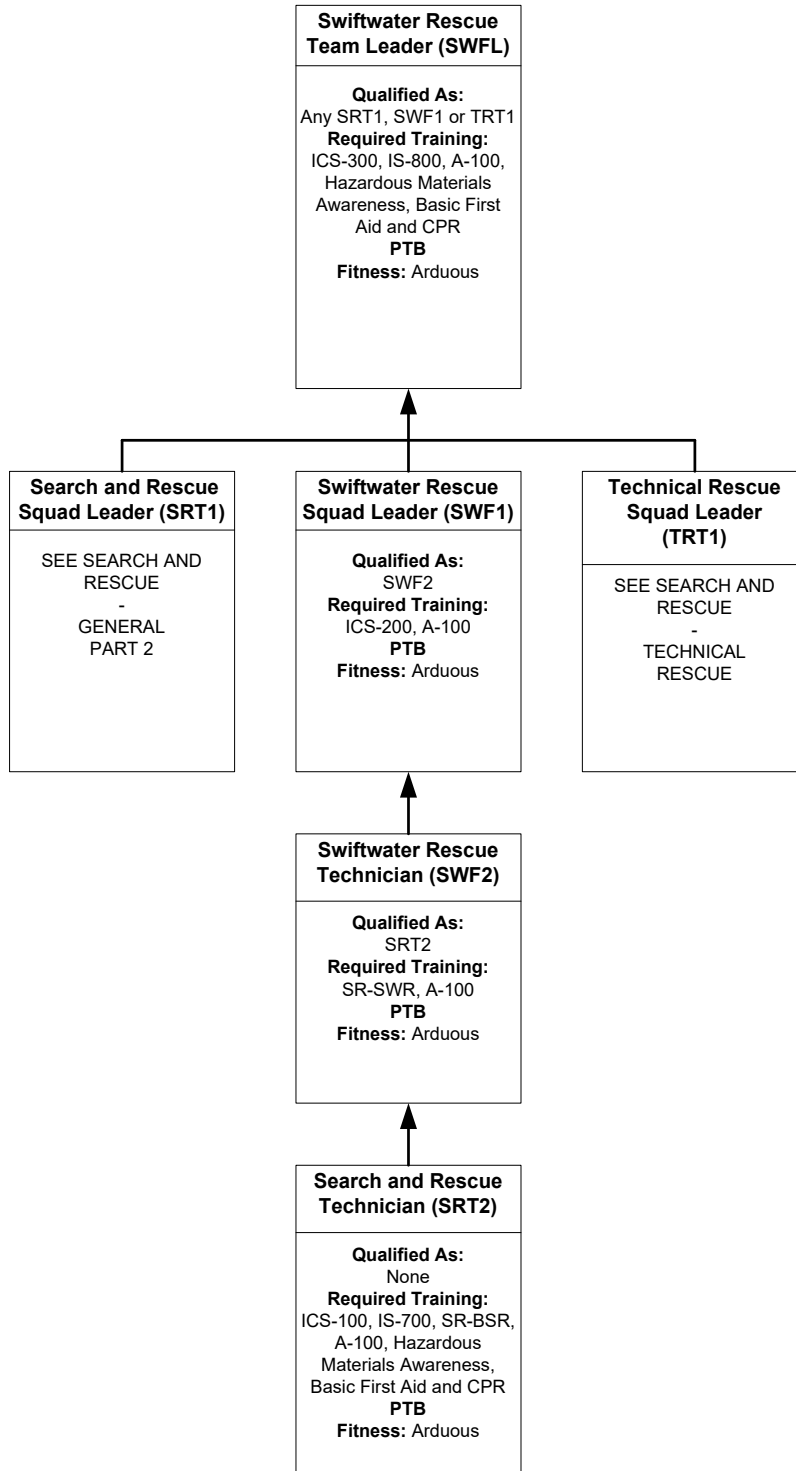 Swiftwater Rescue
Team Leader (SWFL)
Qualified As:
Any SRT1, SWF1 or TRT1
Required Training:
ICS-300, IS-800, A-100,
Hazardous Materials
Awareness, Basic First
Aid and CPR
PTB
Fitness: Arduous
Search and Rescue
Squad Leader (SRT1)
SEE SEARCH AND
RESCUE
-
GENERAL
PART 2
Swiftwater Rescue
Squad Leader (SWF1)
Qualified As:
SWF2
Required Training:
ICS-200, A-100
PTB
Fitness: Arduous
Technical Rescue
Squad Leader
(TRT1)
SEE SEARCH AND
RESCUE
-
TECHNICAL
RESCUE
Swiftwater Rescue
Technician (SWF2)
Qualified As:
SRT2
Required Training:
SR-SWR, A-100
PTB
Fitness: Arduous
Search and Rescue
Technician (SRT2)
Qualified As:
None
Required Training:
ICS-100, IS-700, SR-BSR,
A-100, Hazardous
Materials Awareness,
Basic First Aid and CPR
PTB
Fitness: Arduous